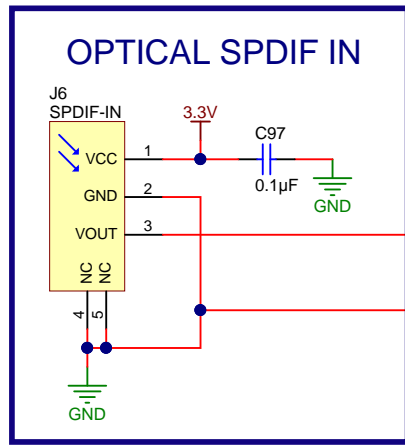 OPTICAL SPDIF IN
J6
SPDIF-IN
3.3V
C97
VCC
1
0.1µF
GND
GND
2
VOUT
3
NC
NC
4
5
GND